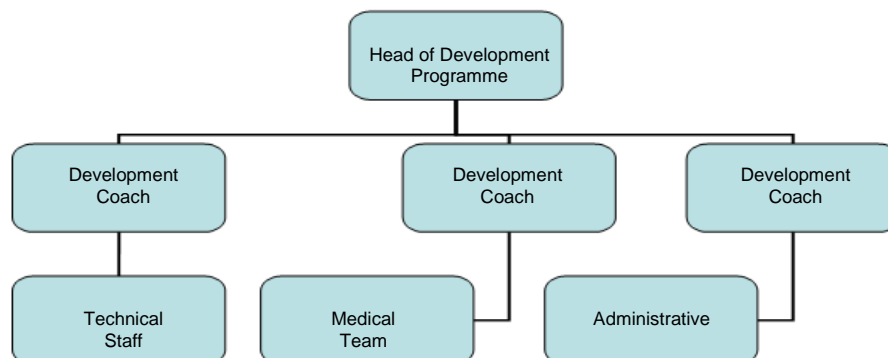 Head of Development
Programme
Development
Coach
Development
Coach
Development
Coach
Technical
Staff
Medical
Team
Administrative